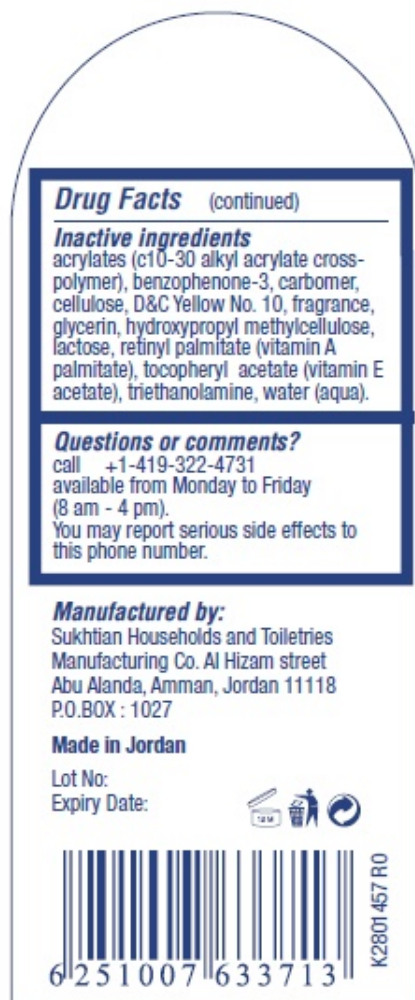 Drug Facts (continued)
Inactive ingredients
acrylates (c10-30 alkyl acrylate cross-
polymer), benzophenone-3, carbomer,
cellulose, D&C Yellow No. 10, fragrance,
glycerin, hydroxypropyl methylcellulose,
lactose, retinyl palmitate (vitamin A
palmitate), tocopheryl acetate (vitamin E
acetate), triethanolamine, water (aqua).
Questions or comments?
call +1-419-322-4731
available from Monday to Friday
(8 am - 4 pm).
You may report serious side effects to
this phone number.
Manufactured by:
Sukhtian Households and Toiletries
Manufacturing Co. Al Hizam street
Abu Alanda, Amman, Jordan 11118
P.O.BOX : 1027
Made in Jordan
Lot No:
Expiry Date:
K2801457 R0
6 251007 633713